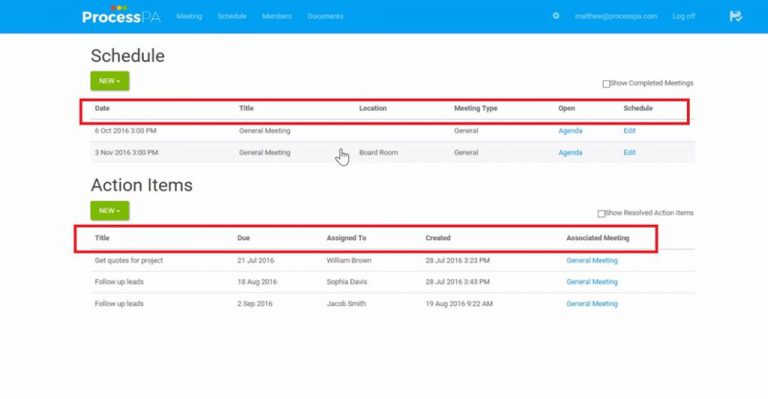 ProcessPA Meeting Schedule Members Documents matthew@processpa.com Log off
Schedule
NEW
Show Completed Meetings
Date Title Location Meeting Type Open Schedule
6 Oct 2016 3:00 PM General Meeting General Agenda Edit
3 Nov 2016 3:00 PM General Meeting Board Room General Agenda Edit
Action Items
NEW
Show Resolved Action Items
Title Due Assigned To Created Associated Meeting
Get quotes for project 21 Jul 2016 William Brown 28 Jul 2016 3:23 PM General Meeting
Follow up leads 18 Aug 2016 Sophia Davis 28 Jul 2016 3:43 PM General Meeting
Follow up leads 2 Sep 2016 Jacob Smith 19 Aug 2016 9:22 AM General Meeting